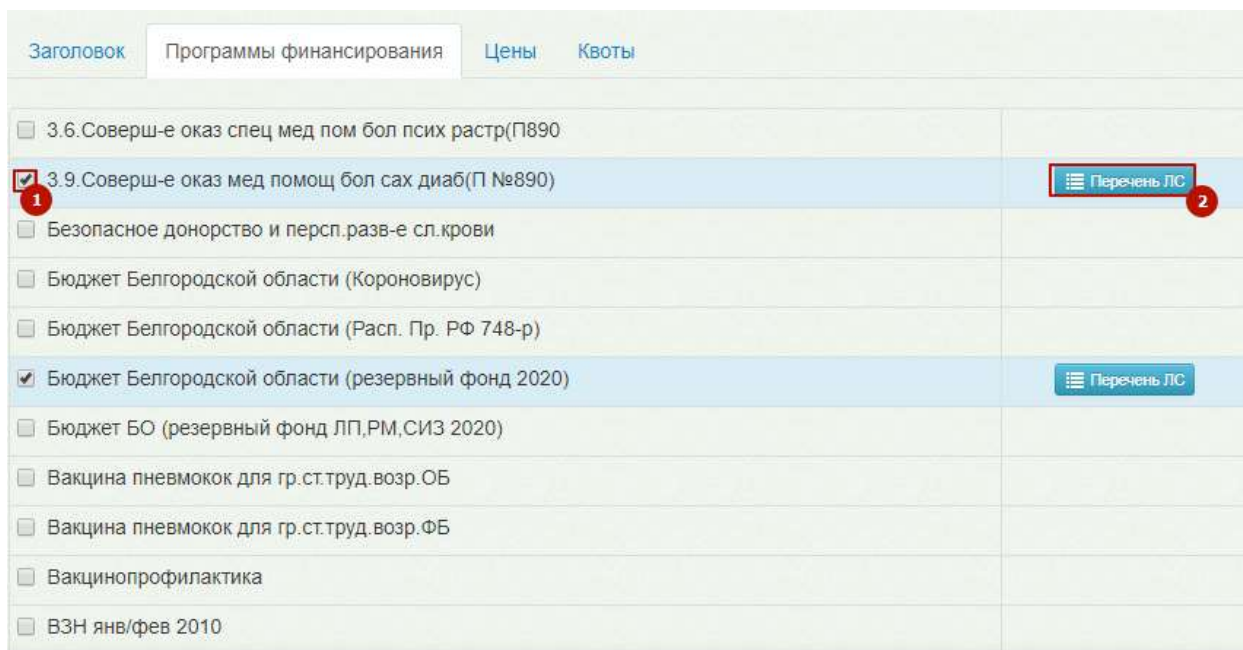 Заголовок Программы финансирования Цены Квоты
3.6.Соверш-е оказ спец мед пом бол псих растр(П890
3.9.Соверш-е оказ мед помощ бол сах диаб(П №890) Перечень ЛС
1 2
Безопасное донорство и персп.разв-е сл.крови
Бюджет Белгородской области (Короновирус)
Бюджет Белгородской области (Расп. Пр. РФ 748-р)
Бюджет Белгородской области (резервный фонд 2020) Перечень ЛС
Бюджет БО (резервный фонд ЛП,РМ,СИЗ 2020)
Вакцина пневмокок для гр.ст.труд.возр.ОБ
Вакцина пневмокок для гр.ст.труд.возр.ФБ
Вакцинопрофилактика
ВЗН янв/фев 2010